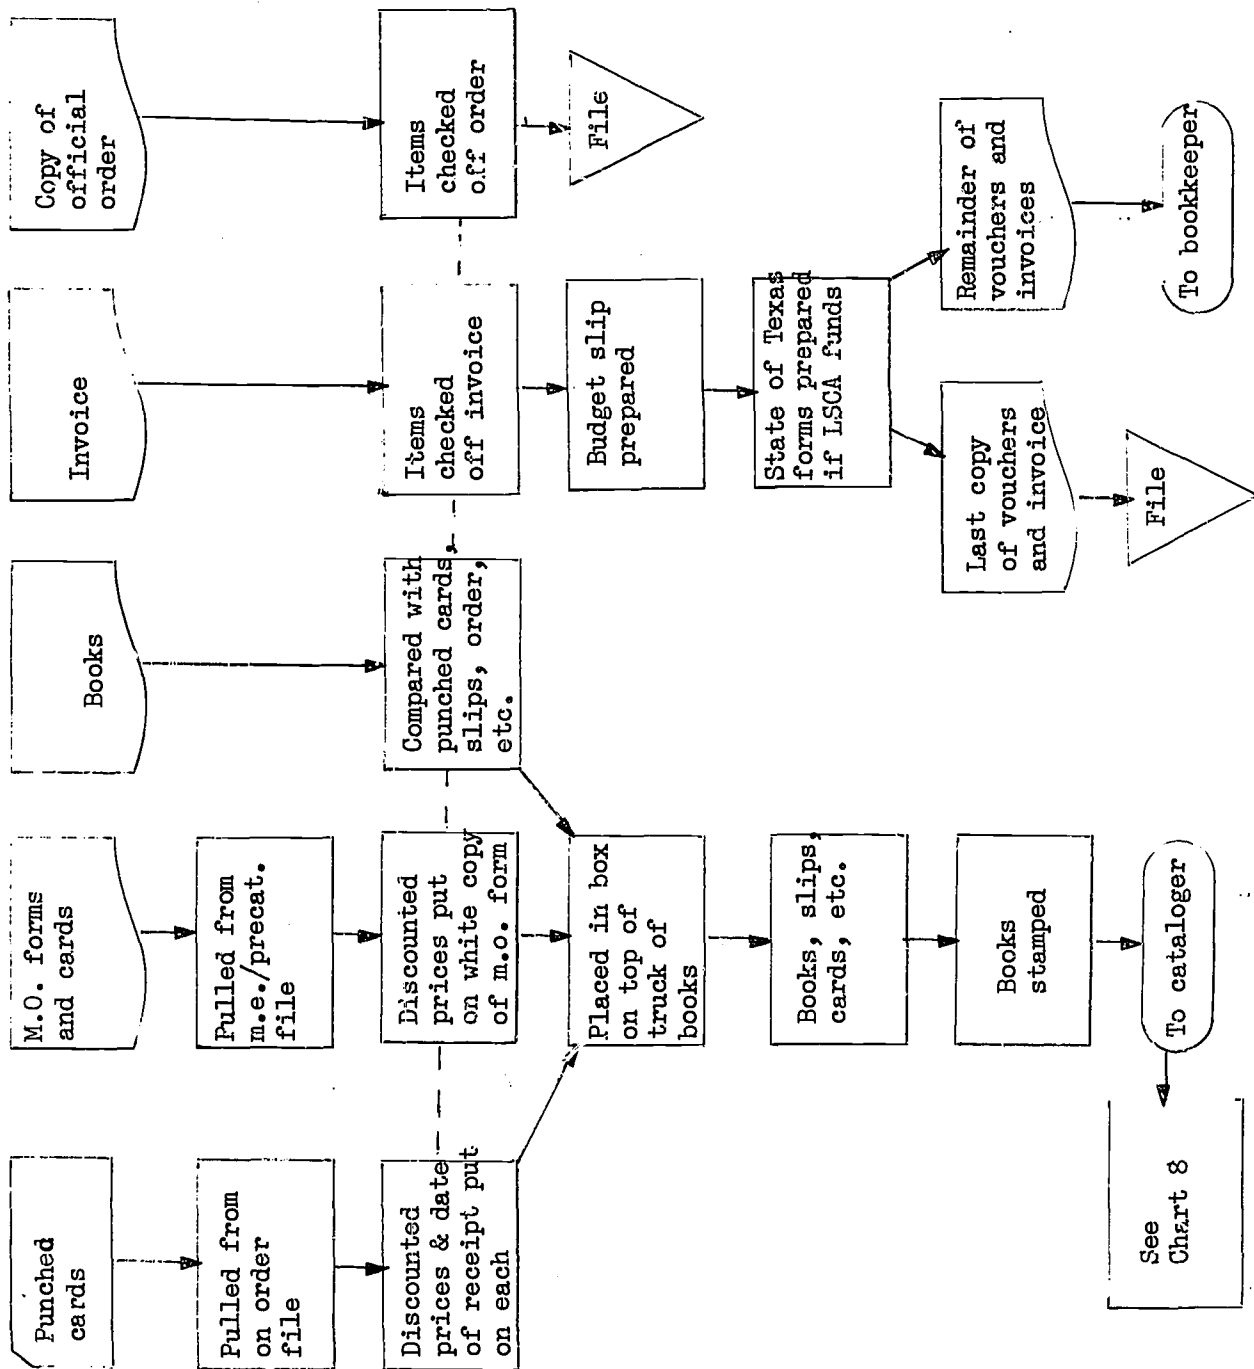 Punched
cards
M.O. forms
and cards
Books
Invoice
Copy of
official
order
Pulled from
on order
file
Pulled from
m.e./precat.
file
Discounted
prices & date
of receipt put
on each
Discounted
prices put
on white copy
of m.o. form
Compared with
punched cards,
slips, order,
etc.
Items
checked
off invoice
Items
checked
off order
Placed in box
on top of
truck of
books
Budget slip
prepared
File
Books, slips,
cards, etc.
State of Texas
forms prepared
if LSCA funds
Books
stamped
Last copy
of vouchers
and invoice
Remainder of
vouchers and
invoices
See
Chart 8
To cataloger
File
To bookkeeper